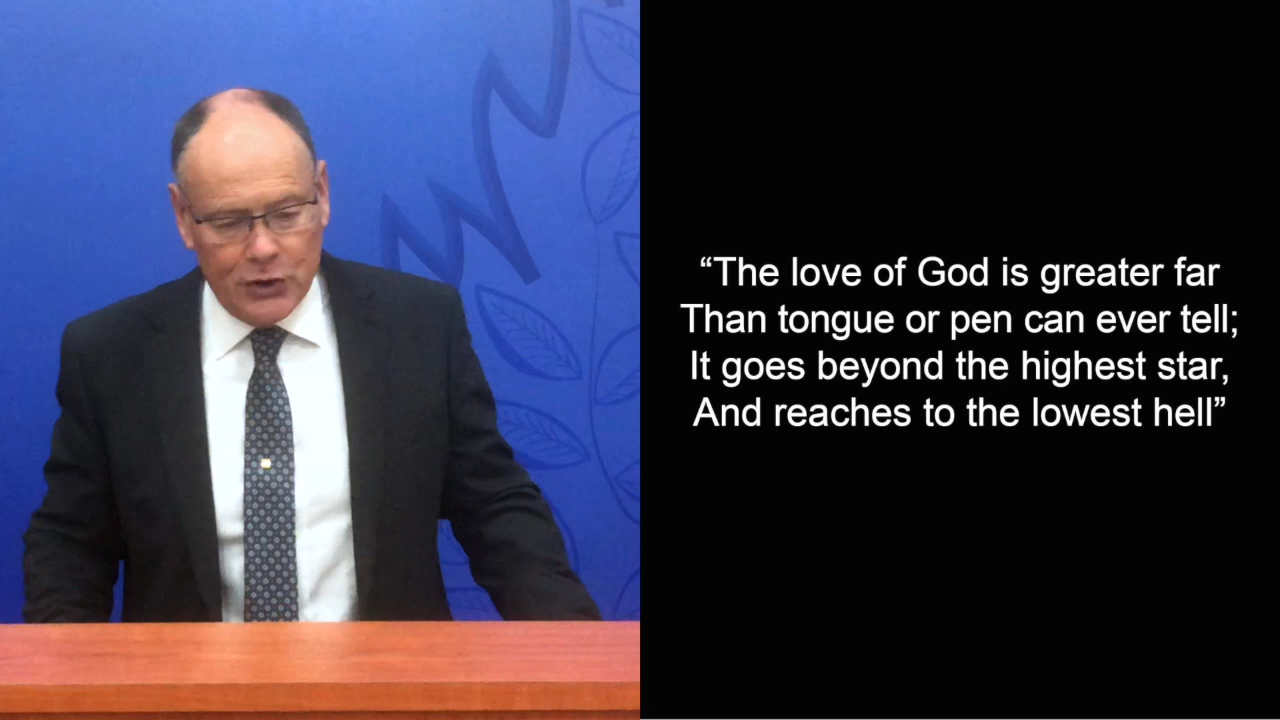 “The love of God is greater far
Than tongue or pen can ever tell;
It goes beyond the highest star,
And reaches to the lowest hell”